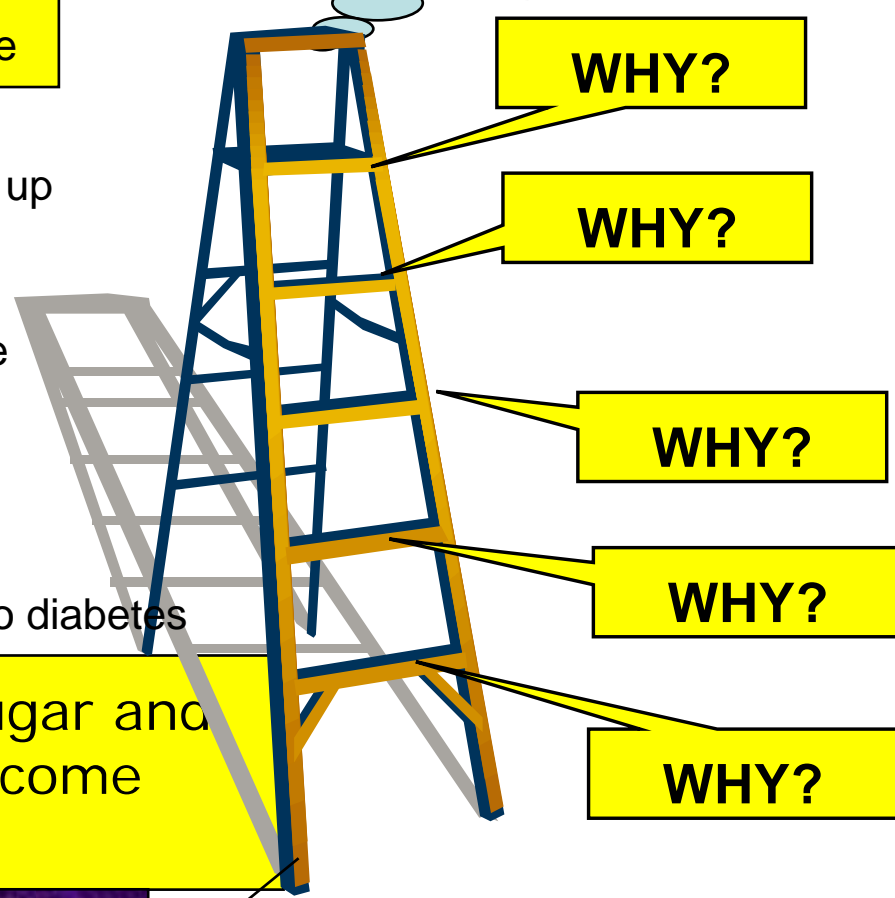 e
WHY?
up
WHY?
e
WHY?
WHY?
o diabetes
ugar and
come
WHY?